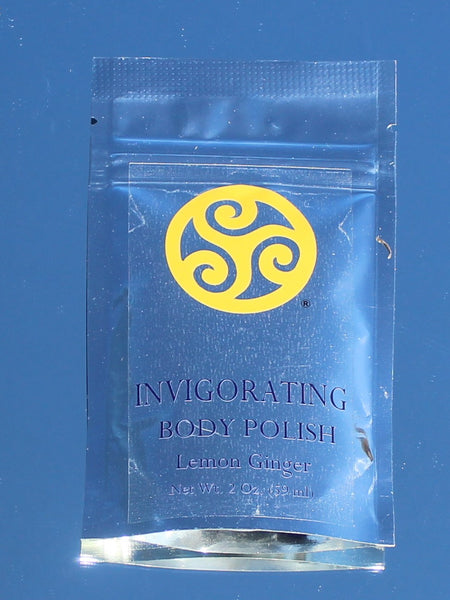 ®
INVIGORATING
BODY POLISH
Lemon Ginger
Net Wt. 2 Oz. (59 ml)